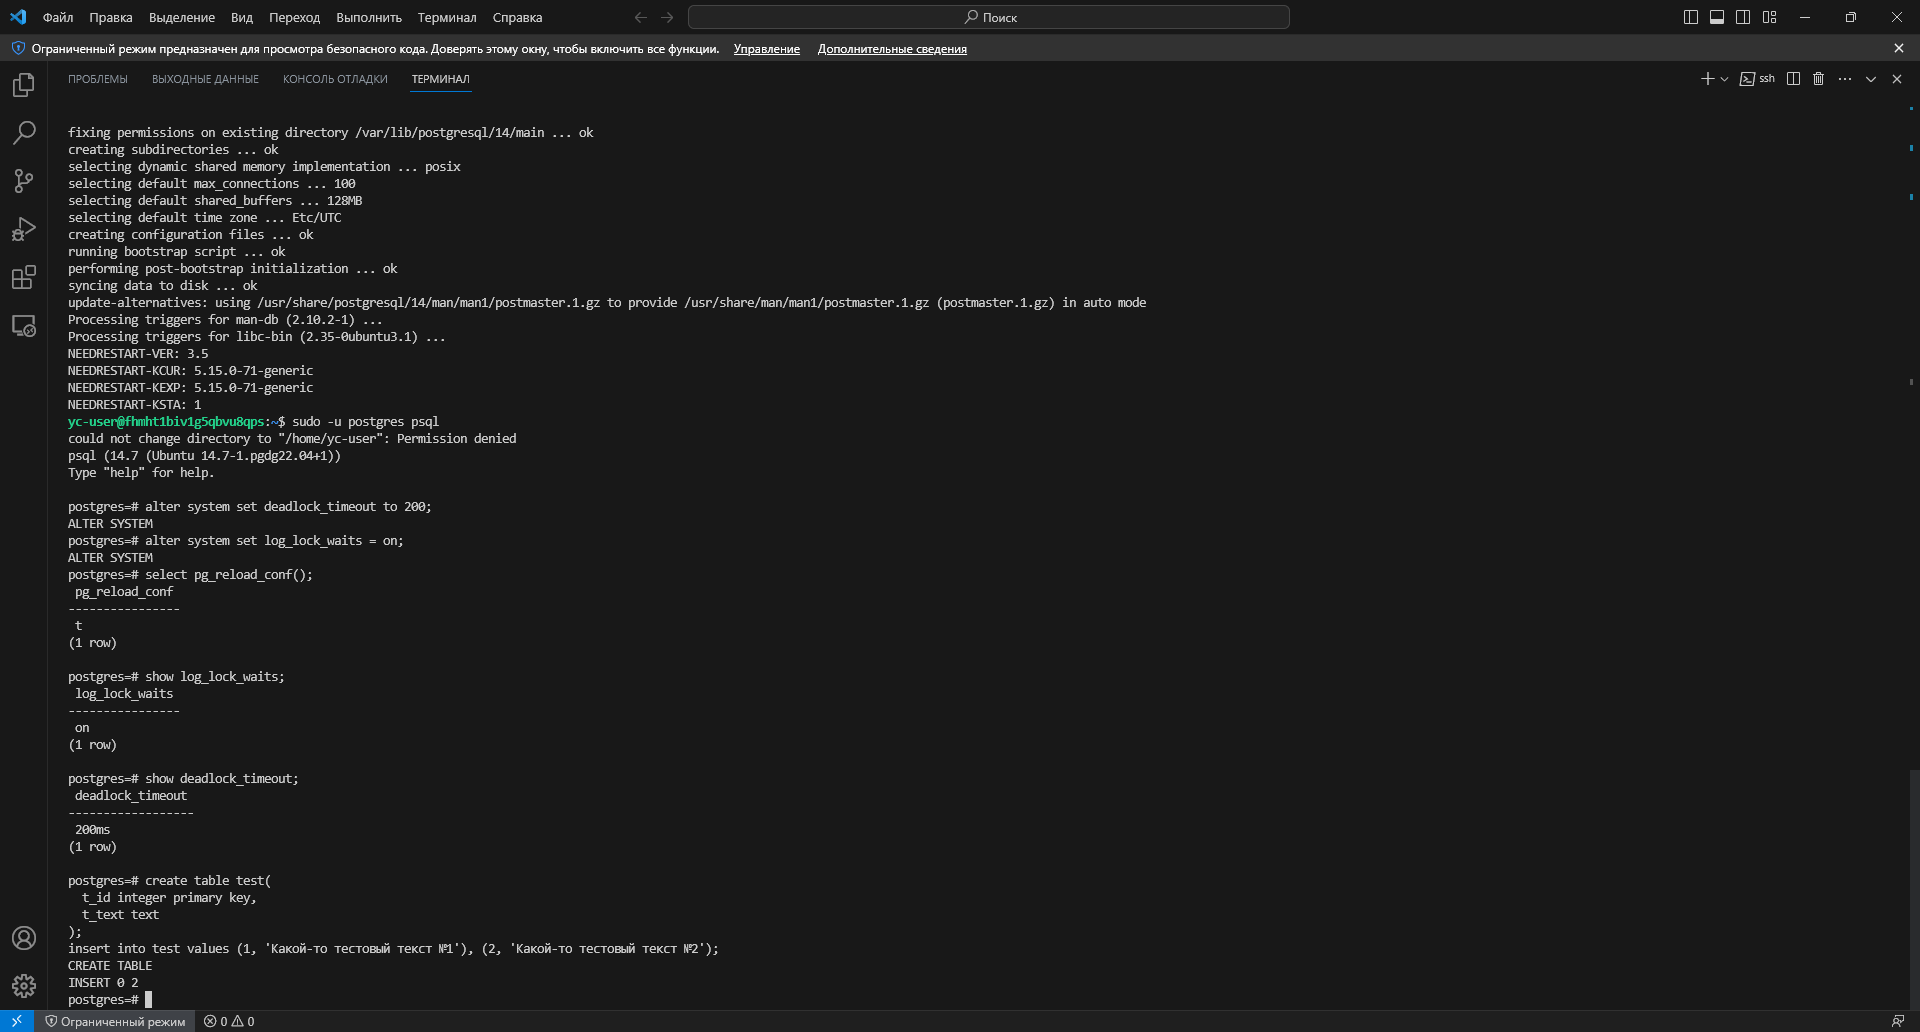 Файл Правка Выделение Вид Переход Выполнить Терминал Справка Поиск
Ограниченный режим предназначен для просмотра безопасного кода. Доверять этому окну, чтобы включить все функции. Управление Дополнительные сведения
ПРОБЛЕМЫ ВЫХОДНЫЕ ДАННЫЕ КОНСОЛЬ ОТЛАДКИ ТЕРМИНАЛ ssh
fixing permissions on existing directory /var/lib/postgresql/14/main ... ok
creating subdirectories ... ok
selecting dynamic shared memory implementation ... posix
selecting default max_connections ... 100
selecting default shared_buffers ... 128MB
selecting default time zone ... Etc/UTC
creating configuration files ... ok
running bootstrap script ... ok
performing post-bootstrap initialization ... ok
syncing data to disk ... ok
update-alternatives: using /usr/share/postgresql/14/man/man1/postmaster.1.gz to provide /usr/share/man/man1/postmaster.1.gz (postmaster.1.gz) in auto mode
Processing triggers for man-db (2.10.2-1) ...
Processing triggers for libc-bin (2.35-0ubuntu3.1) ...
NEEDRESTART-VER: 3.5
NEEDRESTART-KCUR: 5.15.0-71-generic
NEEDRESTART-KEXP: 5.15.0-71-generic
NEEDRESTART-KSTA: 1
yc-user@fhmht1biv1g5qbvu8qps:~$ sudo -u postgres psql
could not change directory to "/home/yc-user": Permission denied
psql (14.7 (Ubuntu 14.7-1.pgdg22.04+1))
Type "help" for help.
postgres=# alter system set deadlock_timeout to 200;
ALTER SYSTEM
postgres=# alter system set log_lock_waits = on;
ALTER SYSTEM
postgres=# select pg_reload_conf();
pg_reload_conf
----------------
t
(1 row)
postgres=# show log_lock_waits;
log_lock_waits
----------------
on
(1 row)
postgres=# show deadlock_timeout;
deadlock_timeout
------------------
200ms
(1 row)
postgres=# create table test(
t_id integer primary key,
t_text text
);
insert into test values (1, 'Какой-то тестовый текст №1'), (2, 'Какой-то тестовый текст №2');
CREATE TABLE
INSERT 0 2
postgres=#
Ограниченный режим 0 0